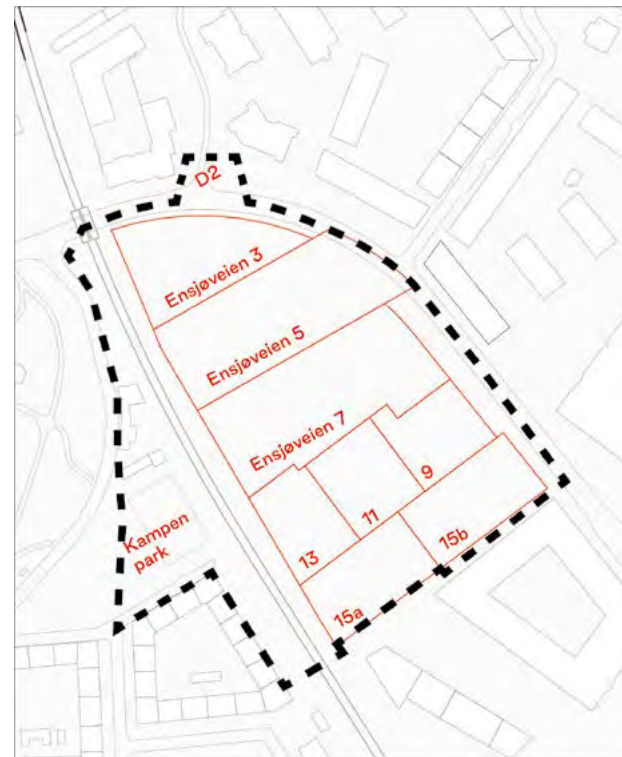 D2
Ensjøveien 3
Ensjøveien 5
Ensjøveien 7
9
11
13
15b
15a
Kampen
park